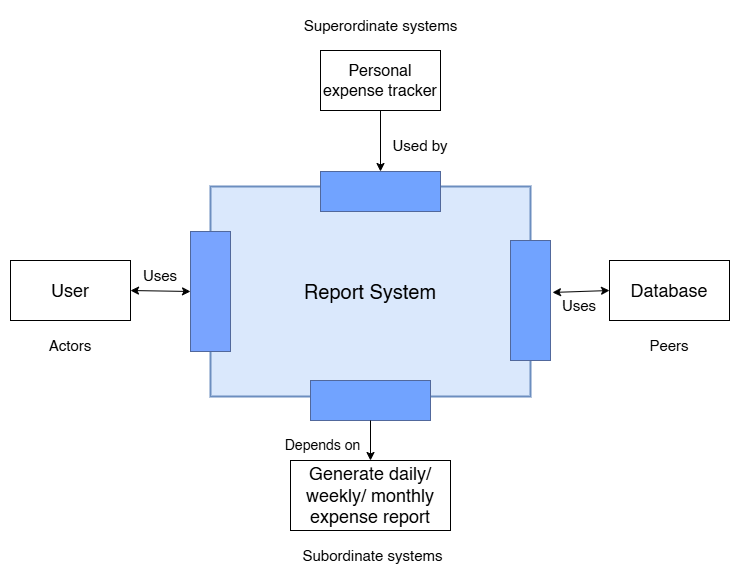 Superordinate systems
Personal
expense tracker
Used by
User
Uses
Report System
Uses
Database
Actors
Peers
Depends on
Generate daily/
weekly/ monthly
expense report
Subordinate systems